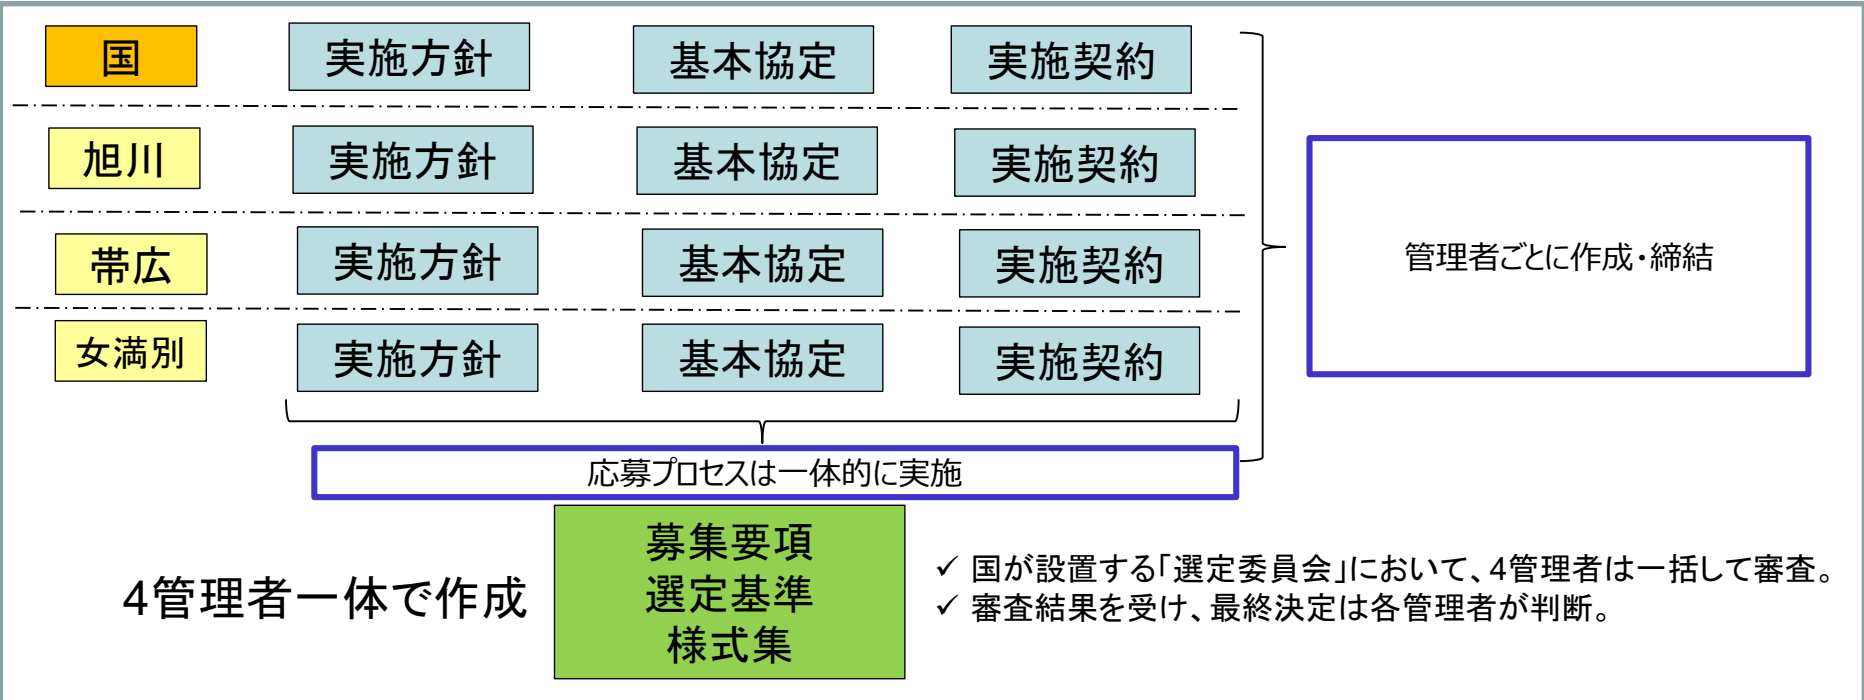 国 実施方針 基本協定 実施契約
旭川 実施方針 基本協定 実施契約
帯広 実施方針 基本協定 実施契約
女満別 実施方針 基本協定 実施契約
管理者ごとに作成・締結
応募プロセスは一体的に実施
4管理者一体で作成
募集要項
選定基準
様式集
✓ 国が設置する「選定委員会」において、4管理者は一括して審査。
✓ 審査結果を受け、最終決定は各管理者が判断。